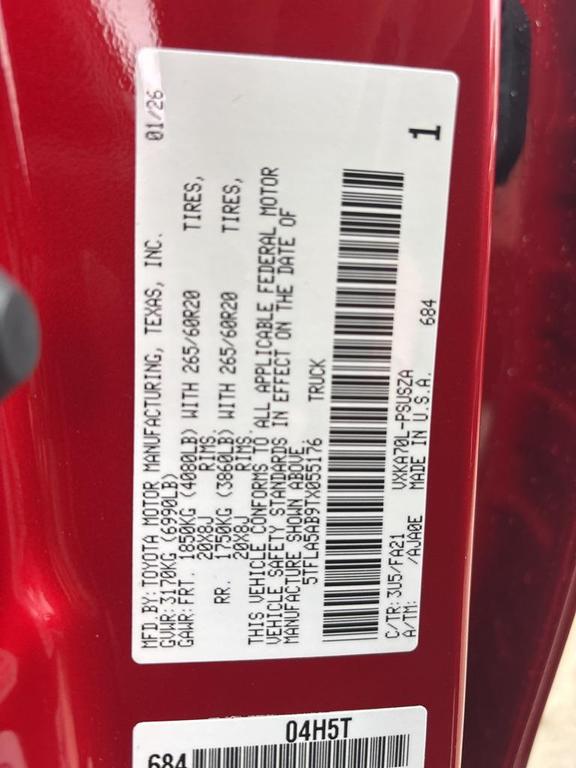 MFD BY:TOYOTA MOTOR MANUFACTURING, TEXAS, INC. 01/26
GVWR:3170KG (6990LB)
GAWR:FRT. 1850KG (4080LB) WITH 265/60R20 TIRES,
20X8J RIMS
RR. 1750KG (3860LB) WITH 265/60R20 TIRES,
20X8J RIMS.
THIS VEHICLE CONFORMS TO ALL APPLICABLE FEDERAL MOTOR
VEHICLE SAFETY STANDARDS IN EFFECT ON THE DATE OF
MANUFACTURE SHOWN ABOVE.
5TFLA5AB9TX055176 TRUCK
C/TR:3U5/FA21 VXKA70L-PSUSZA 684
A/TM: /AJA0E MADE IN U.S.A.
1
04H5T
684